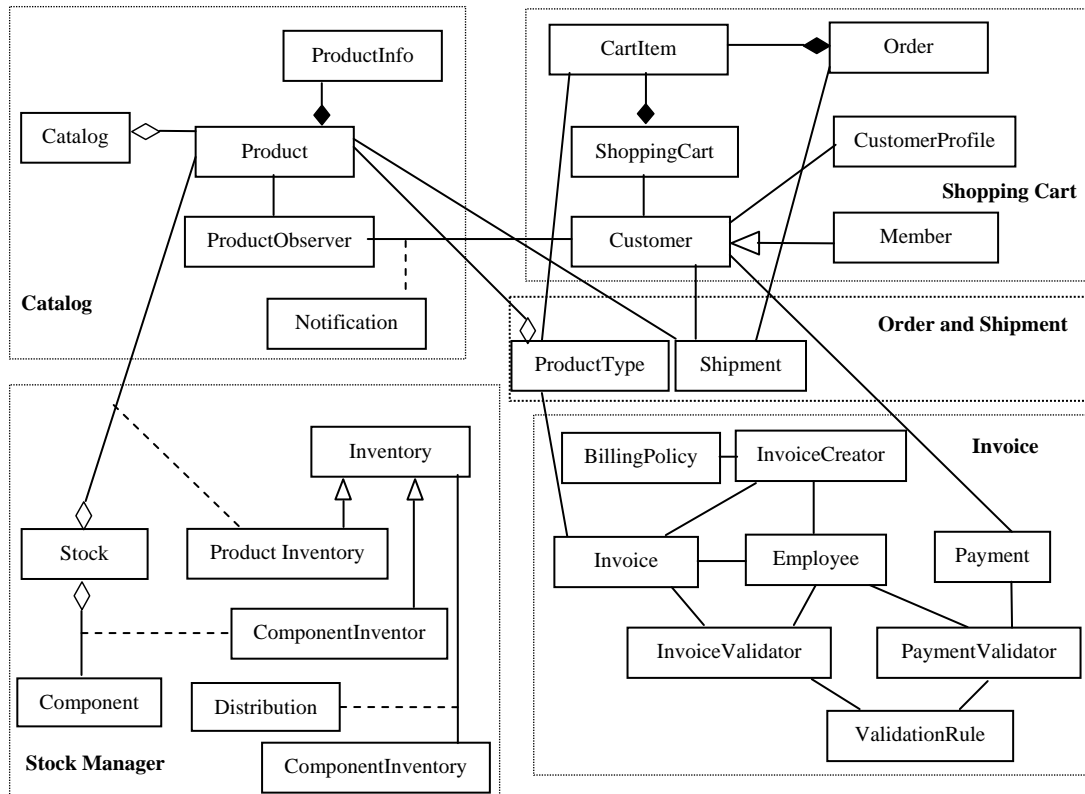 ProductInfo
Catalog
Product
ProductObserver
Catalog
Notification
CartItem
Order
ShoppingCart
CustomerProfile
Shopping Cart
Customer
Member
Order and Shipment
ProductType
Shipment
Inventory
Stock
Product Inventory
ComponentInventor
Component
Distribution
Stock Manager
ComponentInventory
Invoice
BillingPolicy
InvoiceCreator
Invoice
Employee
Payment
InvoiceValidator
PaymentValidator
ValidationRule